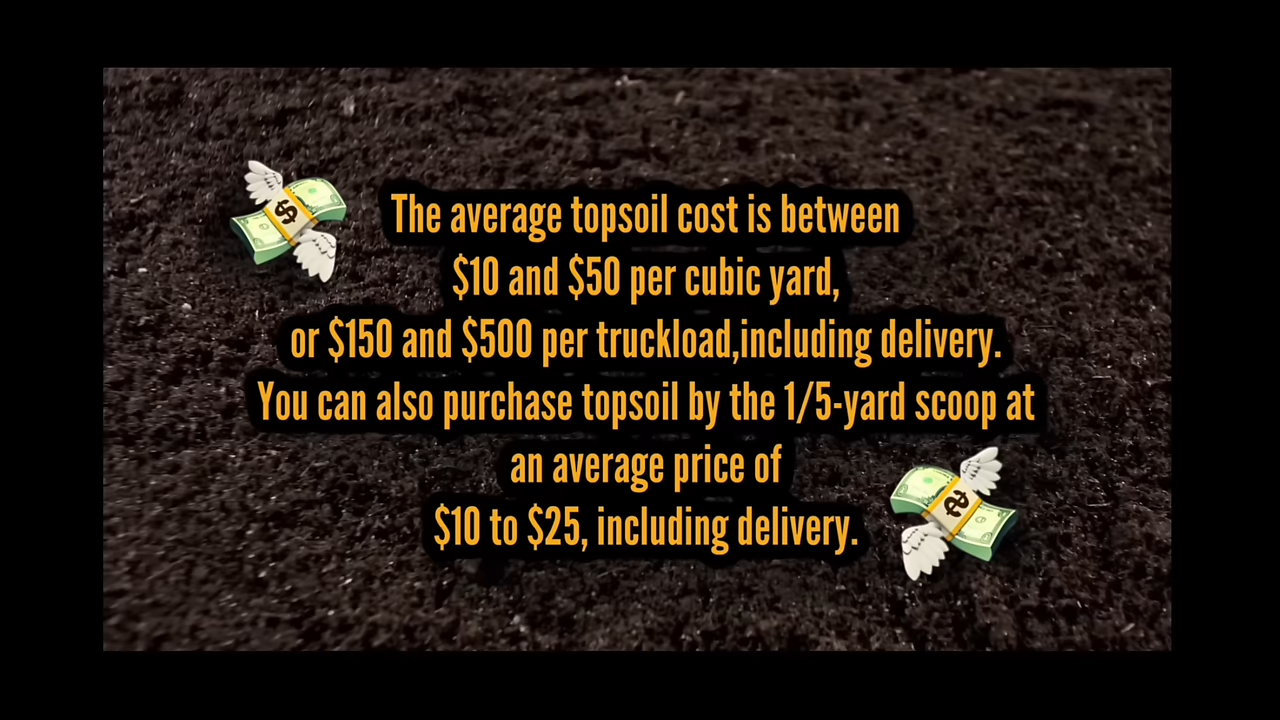 The average topsoil cost is between
$10 and $50 per cubic yard,
or $150 and $500 per truckload,including delivery.
You can also purchase topsoil by the 1/5-yard scoop at
an average price of
$10 to $25, including delivery.